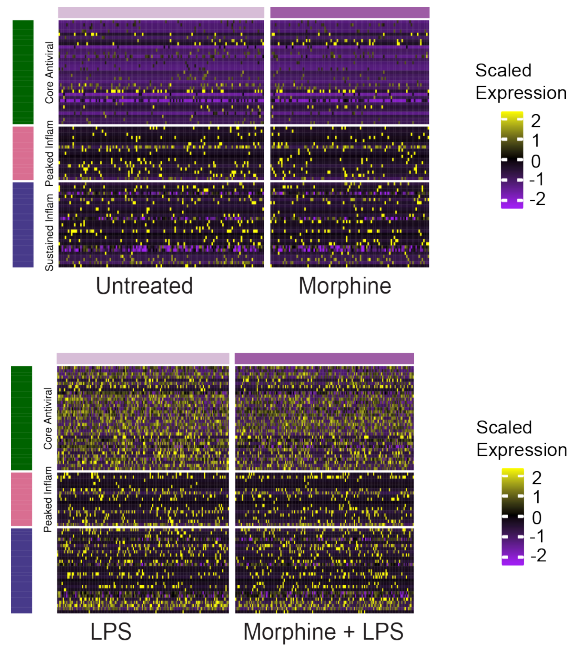 Core Antiviral
Peaked Inflam
Sustained Inflam
Untreated
Morphine
Scaled
Expression
2
1
0
-1
-2
Core Antiviral
Peaked Inflam
LPS
Morphine + LPS
Scaled
Expression
2
1
0
-1
-2